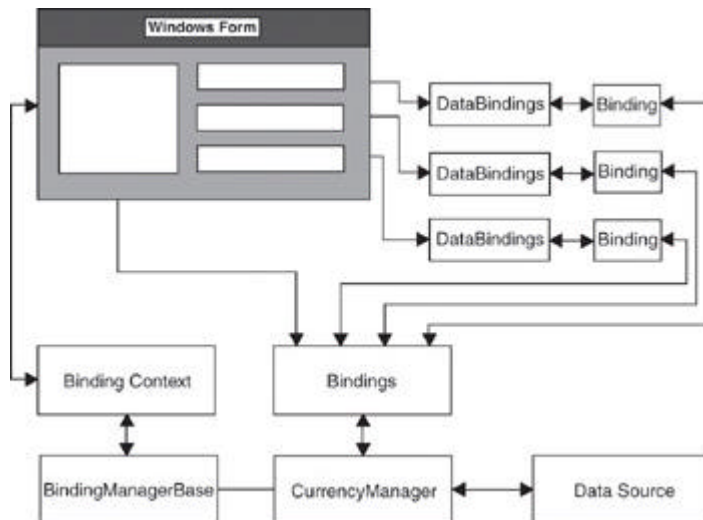 Windows Form
DataBindings
Binding
DataBindings
Binding
DataBindings
Binding
Binding Context
Bindings
BindingManagerBase
CurrencyManager
Data Source